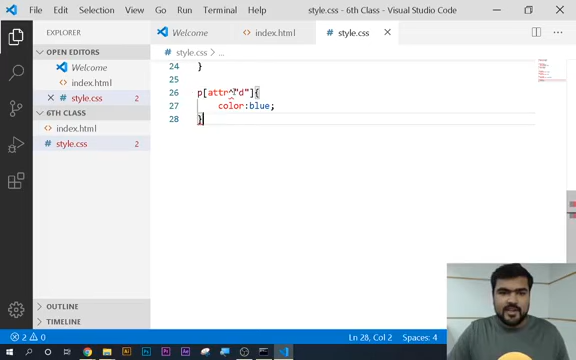 File Edit Selection View Go Run Terminal Help style.css - 6th Class - Visual Studio Code
EXPLORER
Welcome index.html style.css
OPEN EDITORS
Welcome
index.html
style.css 2
6TH CLASS
index.html
style.css 2
OUTLINE
TIMELINE
style.css > ...
24 }
25
26 p[attr^"d"]{
27 color:blue;
28 }
2 0 Ln 28, Col 2 Spaces: 4